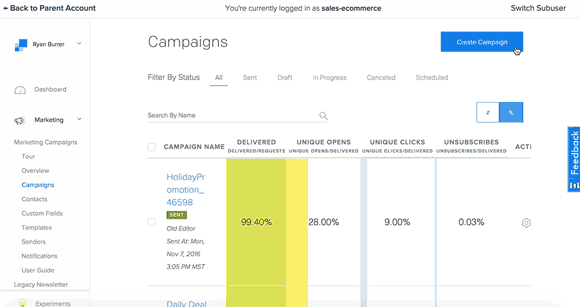 ← Back to Parent Account
You're currently logged in as sales-ecommerce
Switch Subuser
Ryan Burrer
Dashboard
Marketing
Marketing Campaigns
Tour
Overview
Campaigns
Contacts
Custom Fields
Templates
Senders
Notifications
User Guide
Legacy Newsletter
Experiments
Campaigns
Create Campaign
Filter By Status All Sent Draft In Progress Canceled Scheduled
Search By Name
# %
CAMPAIGN NAME DELIVERED UNIQUE OPENS UNIQUE CLICKS UNSUBSCRIBES ACTI
DELIVERED/REQUESTS UNIQUE OPENS/DELIVERED UNIQUE CLICKS/DELIVERED UNSUBSCRIBES/DELIVERED
HolidayPr
omotion_
46598
SENT
Old Editor
Sent At: Mon,
Nov 7, 2016
3:05 PM MST
99.40% 28.00% 9.00% 0.03%
Daily Deal
Feedback